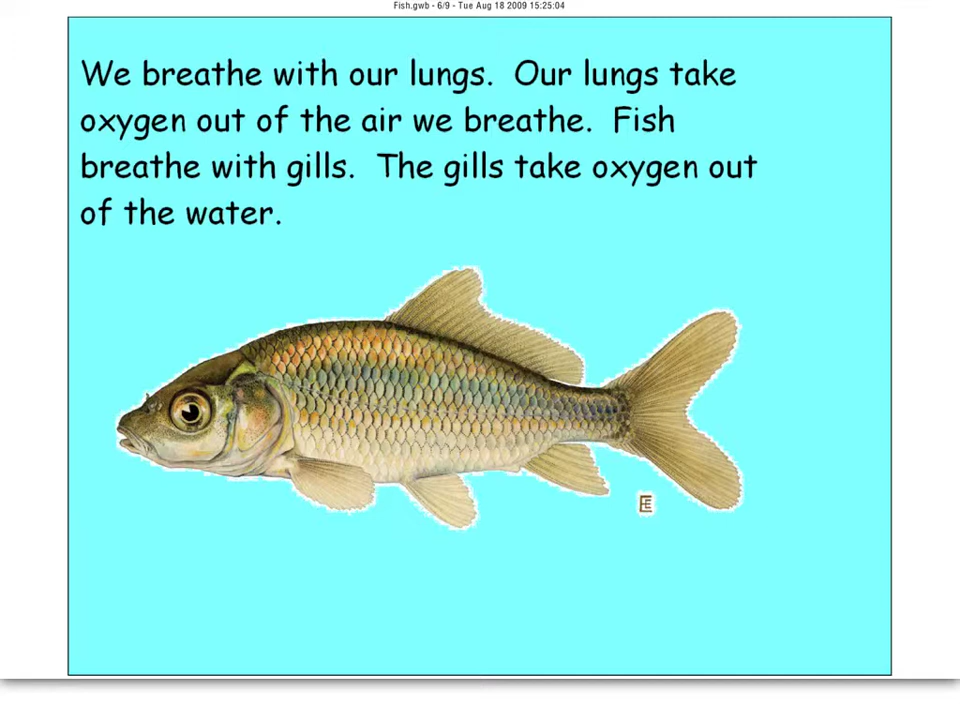 Fish.gwb - 6/9 - Tue Aug 18 2009 15:25:04
We breathe with our lungs.  Our lungs take
oxygen out of the air we breathe.  Fish
breathe with gills.  The gills take oxygen out
of the water.